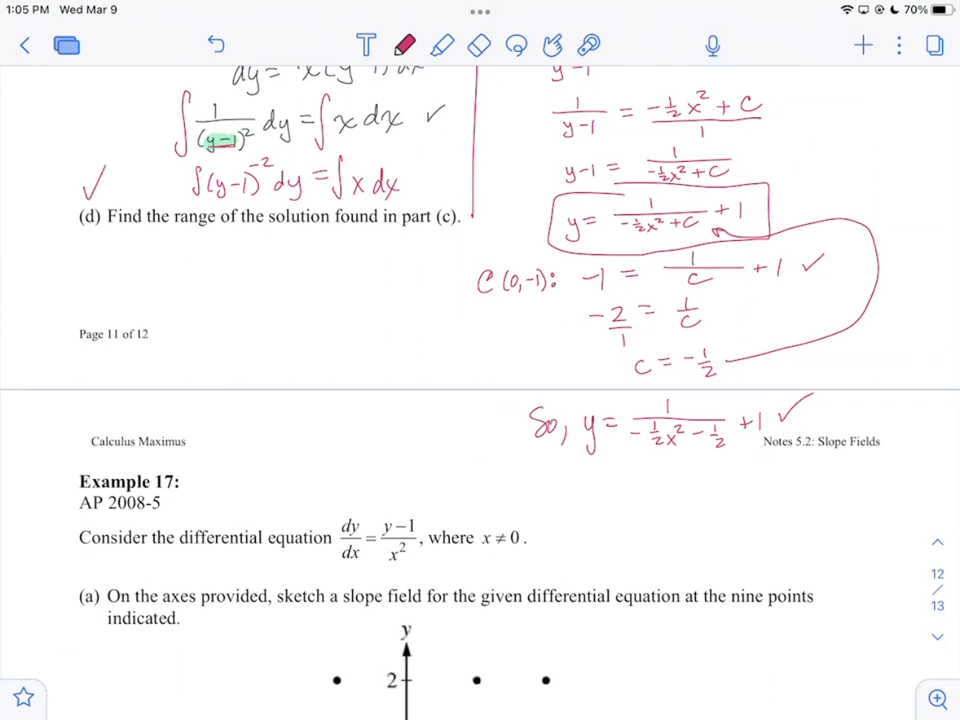 1:05 PM Wed Mar 9
70%
T
∫ 1/(y-1)² dy = ∫ x dx ✓
✓ ∫(y-1)⁻² dy = ∫ x dx
(d) Find the range of the solution found in part (c).
y-1
1/(y-1) = (-½x² + C)/1
y-1 = 1/(-½x² + C)
y = 1/(-½x² + C) + 1
C (0,-1): -1 = 1/C + 1 ✓
-2/1 = 1/C
C = -½
Page 11 of 12
So, y = 1/(-½x² - ½) + 1 ✓
Calculus Maximus
Notes 5.2: Slope Fields
Example 17:
AP 2008-5
Consider the differential equation dy/dx = (y-1)/x², where x ≠ 0.
12
/
13
(a) On the axes provided, sketch a slope field for the given differential equation at the nine points
indicated.
y
2